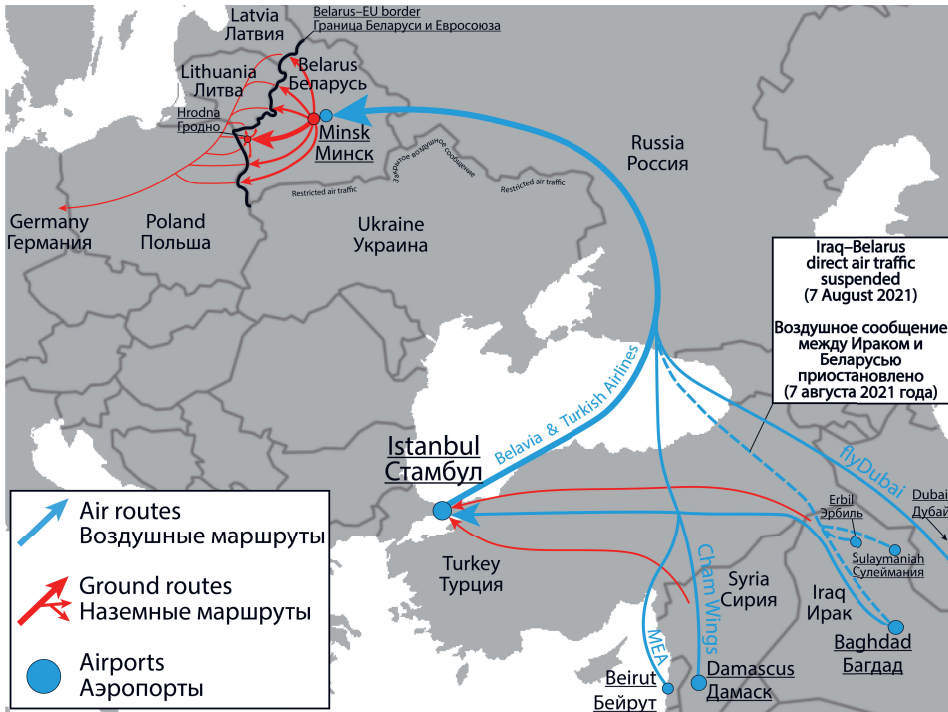 Latvia
Латвия
Belarus–EU border
Граница Беларуси и Евросоюза
Lithuania
Литва
Belarus
Беларусь
Hrodna
Гродно
Minsk
Минск
Russia
Россия
Restricted air traffic
Закрытое воздушное сообщение
Restricted air traffic
Germany
Германия
Poland
Польша
Ukraine
Украина
Iraq–Belarus
direct air traffic
suspended
(7 August 2021)
Воздушное сообщение
между Ираком и
Беларусью
приостановлено
(7 августа 2021 года)
Belavia & Turkish Airlines
Istanbul
Стамбул
flyDubai
Dubai
Дубай
Erbil
Эрбиль
Sulaymaniah
Сулеймания
Air routes
Воздушные маршруты
Ground routes
Наземные маршруты
Airports
Аэропорты
Turkey
Турция
Cham Wings
Syria
Сирия
Iraq
Ирак
MEA
Baghdad
Багдад
Beirut
Бейрут
Damascus
Дамаск